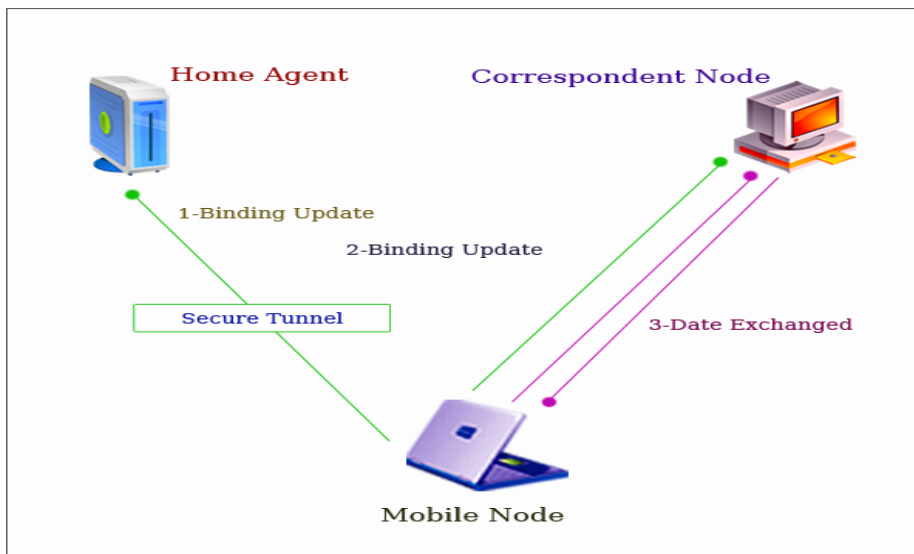 Home Agent
Correspondent Node
1-Binding Update
2-Binding Update
Secure Tunnel
3-Date Exchanged
Mobile Node